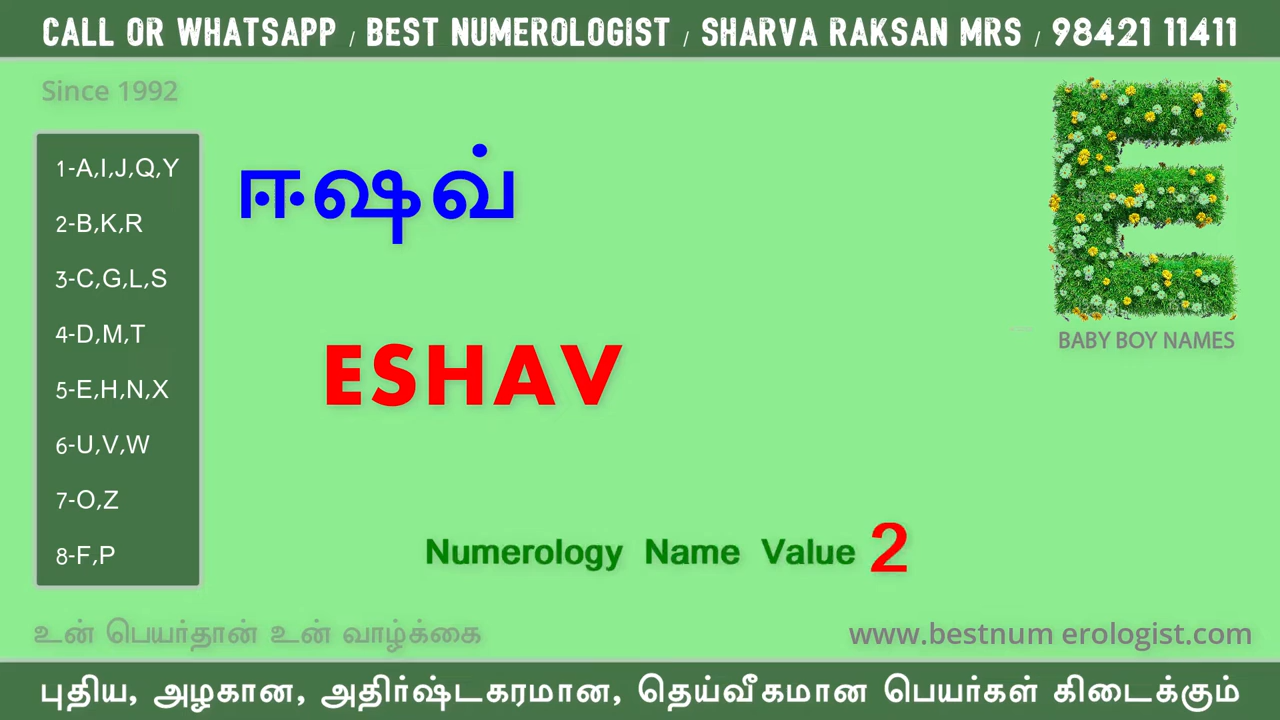 CALL OR WHATSAPP / BEST NUMEROLOGIST / SHARVA RAKSAN MRS / 98421 11411
Since 1992
1-A,I,J,Q,Y
2-B,K,R
3-C,G,L,S
4-D,M,T
5-E,H,N,X
6-U,V,W
7-O,Z
8-F,P
ஈஷவ்
ESHAV
E
BABY BOY NAMES
Numerology Name Value 2
உன் பெயர்தான் உன் வாழ்க்கை
www.bestnum erologist.com
புதிய, அழகான, அதிர்ஷ்டகரமான, தெய்வீகமான பெயர்கள் கிடைக்கும்